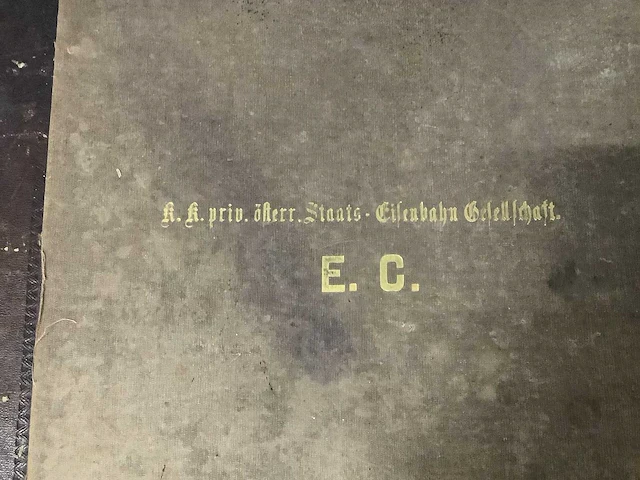 K. K. priv. österr. Staats-Eisenbahn Gesellschaft.
E. C.